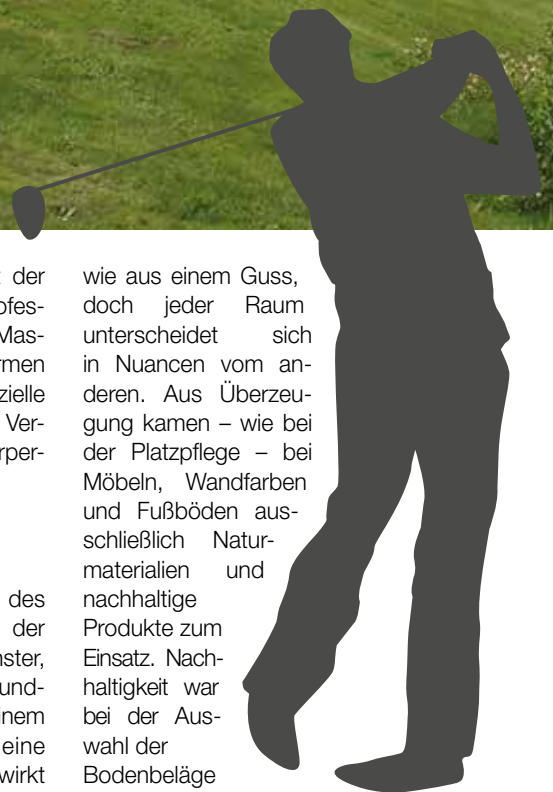 der
ofes-
Mas-
rmen
zielle
Ver-
rper-
des
der
nster,
und-
inem
eine
wirkt
wie aus einem Guss,
doch jeder Raum
unterscheidet sich
in Nuancen vom an-
deren. Aus Überzeu-
gung kamen – wie bei
der Platzpflege – bei
Möbeln, Wandfarben
und Fußböden aus-
schließlich Natur-
materialien und
nachhaltige
Produkte zum
Einsatz. Nach-
haltigkeit war
bei der Aus-
wahl der
Bodenbeläge